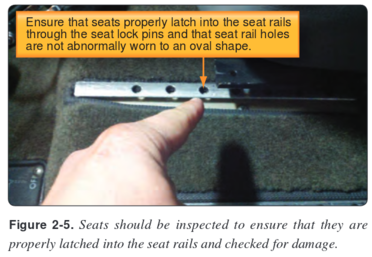 Ensure that seats properly latch into the seat rails
through the seat lock pins and that seat rail holes
are not abnormally worn to an oval shape.
Figure 2-5. Seats should be inspected to ensure that they are
properly latched into the seat rails and checked for damage.